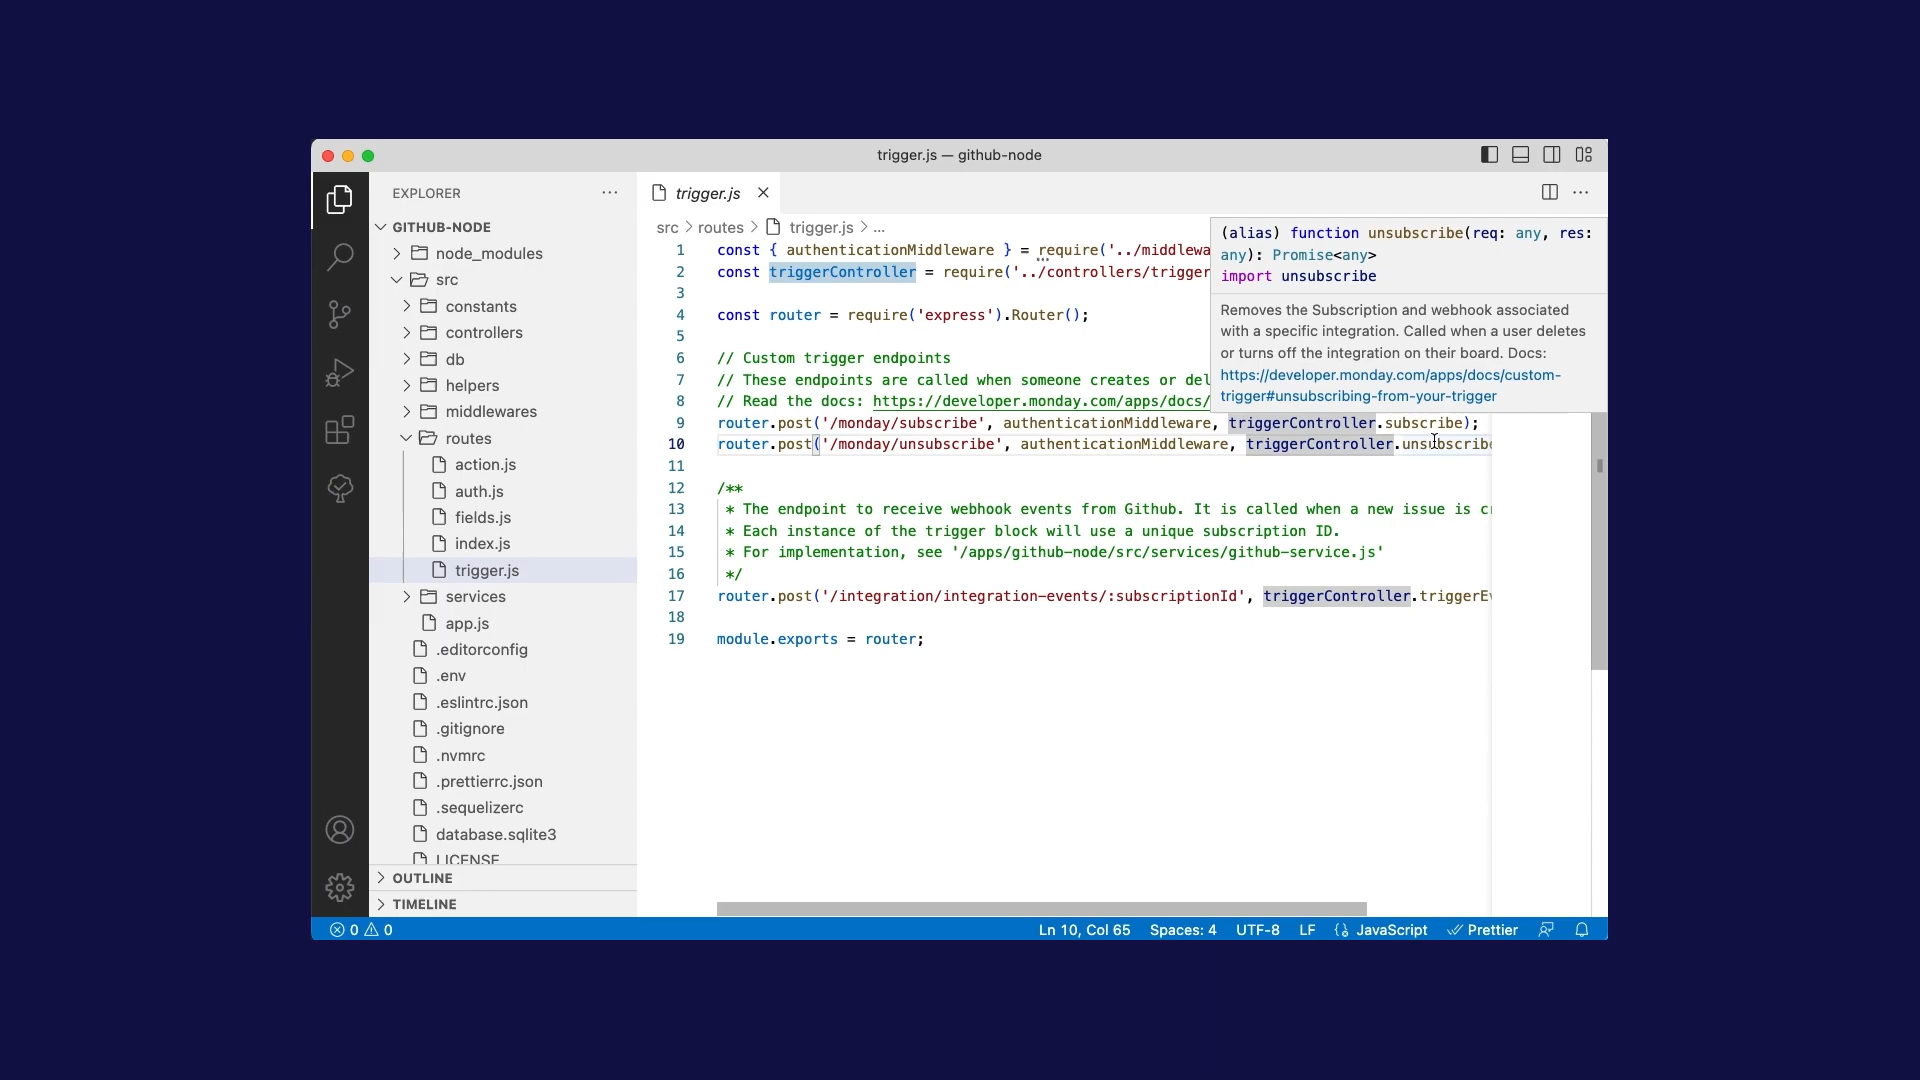 trigger.js — github-node
EXPLORER
GITHUB-NODE
node_modules
src
constants
controllers
db
helpers
middlewares
routes
action.js
auth.js
fields.js
index.js
trigger.js
services
app.js
.editorconfig
.env
.eslintrc.json
.gitignore
.nvmrc
.prettierrc.json
.sequelizerc
database.sqlite3
LICENSE
OUTLINE
TIMELINE
trigger.js
src > routes > trigger.js > ...
1 const { authenticationMiddleware } = require('../middlewa
2 const triggerController = require('../controllers/trigger
3
4 const router = require('express').Router();
5
6 // Custom trigger endpoints
7 // These endpoints are called when someone creates or del
8 // Read the docs: https://developer.monday.com/apps/docs/
9 router.post('/monday/subscribe', authenticationMiddleware, triggerController.subscribe);
10 router.post('/monday/unsubscribe', authenticationMiddleware, triggerController.unsubscribe
11
12 /**
13 * The endpoint to receive webhook events from Github. It is called when a new issue is cr
14 * Each instance of the trigger block will use a unique subscription ID.
15 * For implementation, see '/apps/github-node/src/services/github-service.js'
16 */
17 router.post('/integration/integration-events/:subscriptionId', triggerController.triggerEv
18
19 module.exports = router;
(alias) function unsubscribe(req: any, res:
any): Promise<any>
import unsubscribe
Removes the Subscription and webhook associated
with a specific integration. Called when a user deletes
or turns off the integration on their board. Docs:
https://developer.monday.com/apps/docs/custom-
trigger#unsubscribing-from-your-trigger
0 0
Ln 10, Col 65 Spaces: 4 UTF-8 LF JavaScript Prettier